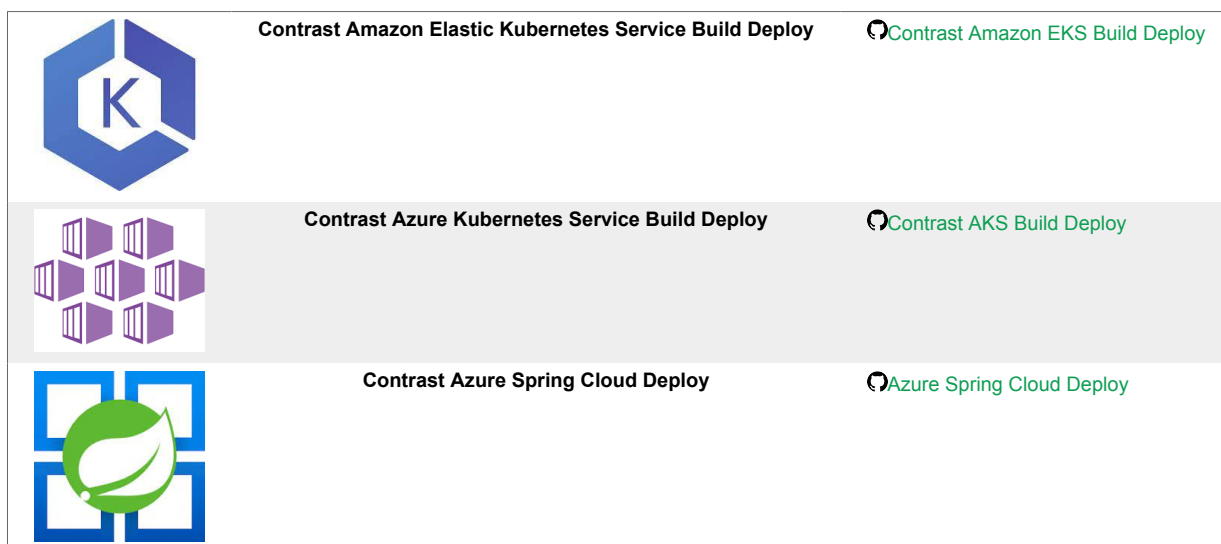 Contrast Amazon Elastic Kubernetes Service Build Deploy
Contrast Amazon EKS Build Deploy
K
Contrast Azure Kubernetes Service Build Deploy
Contrast AKS Build Deploy
Contrast Azure Spring Cloud Deploy
Azure Spring Cloud Deploy